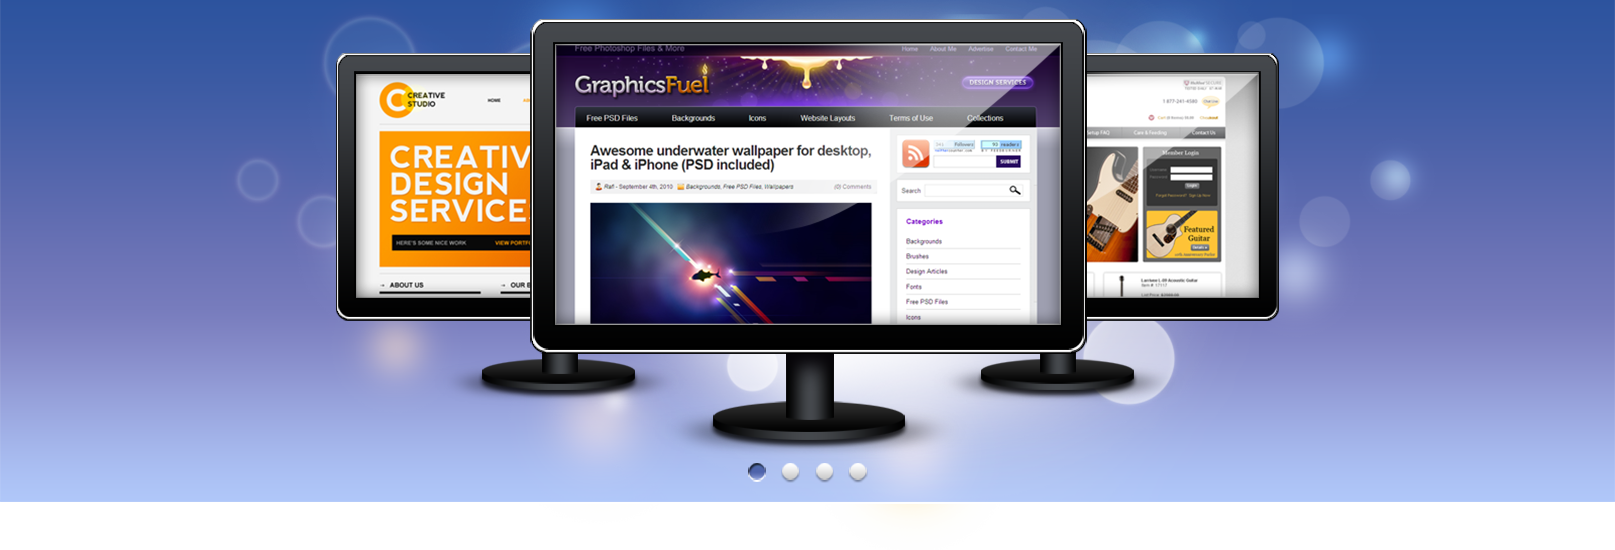 CREATIVE
STUDIO
HOME
CREATIV
DESIGN
SERVICE
HERE'S SOME NICE WORK
VIEW PORTFO
→ ABOUT US
→ OUR B
Free Photoshop Files & More
Home
About Me
Advertise
Contact Me
GraphicsFuel
DESIGN SERVICES
Free PSD Files
Backgrounds
Icons
Website Layouts
Terms of Use
Collections
Awesome underwater wallpaper for desktop,
iPad & iPhone (PSD included)
Rafi - September 4th, 2010
Backgrounds, Free PSD Files, Wallpapers
(0) Comments
followers
readers
SUBMIT
Search
Categories
Backgrounds
Brushes
Design Articles
Fonts
Free PSD Files
Icons
1-877-241-4580
Setup FAQ
Care & Feeding
Contact Us
Member Login
Login
Featured
Guitar